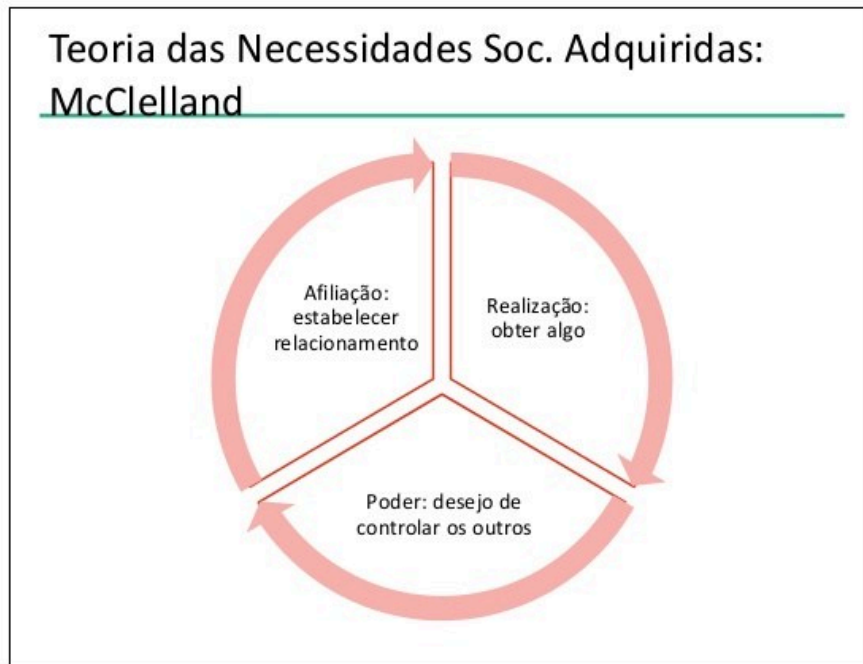 Teoria das Necessidades Soc. Adquiridas:
McClelland
Afiliação:
estabelecer
relacionamento
Realização:
obter algo
Poder: desejo de
controlar os outros